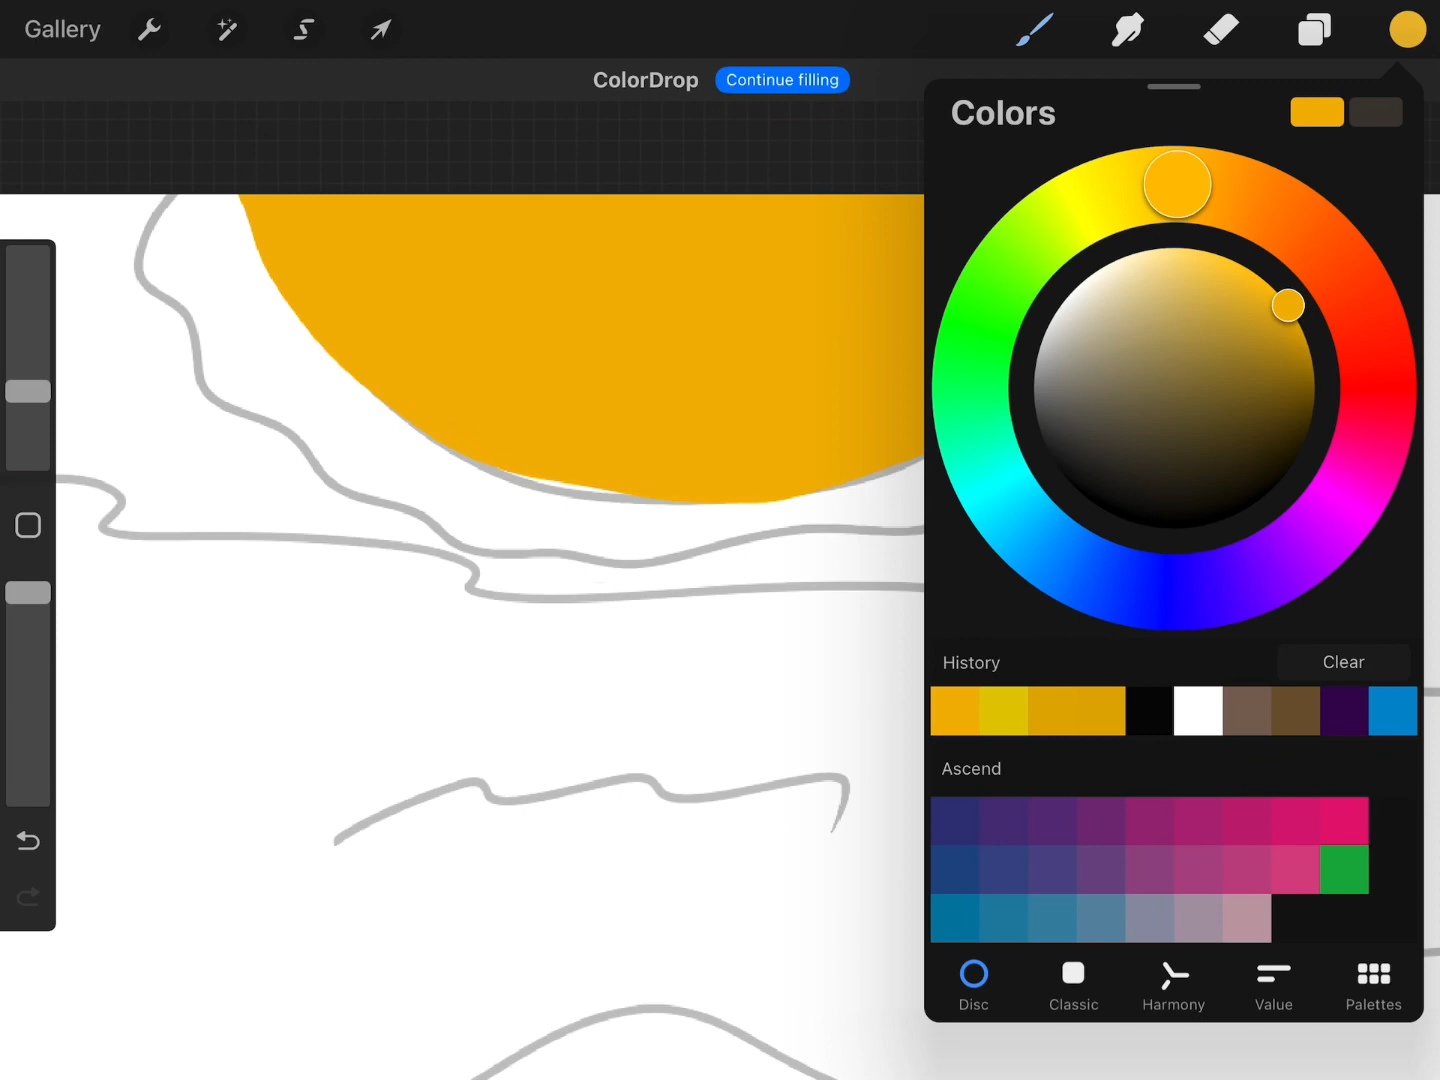 Gallery
ColorDrop Continue filling
Colors
History Clear
Ascend
Disc Classic Harmony Value Palettes